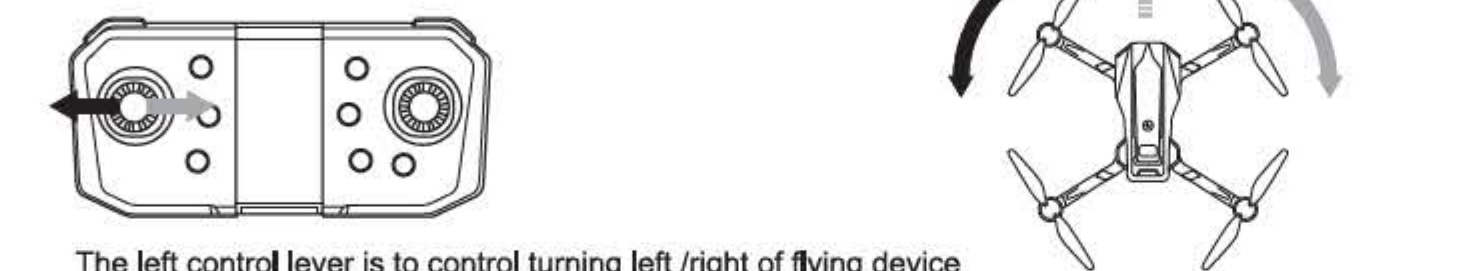 The left control lever is to control turning left /right of flying device